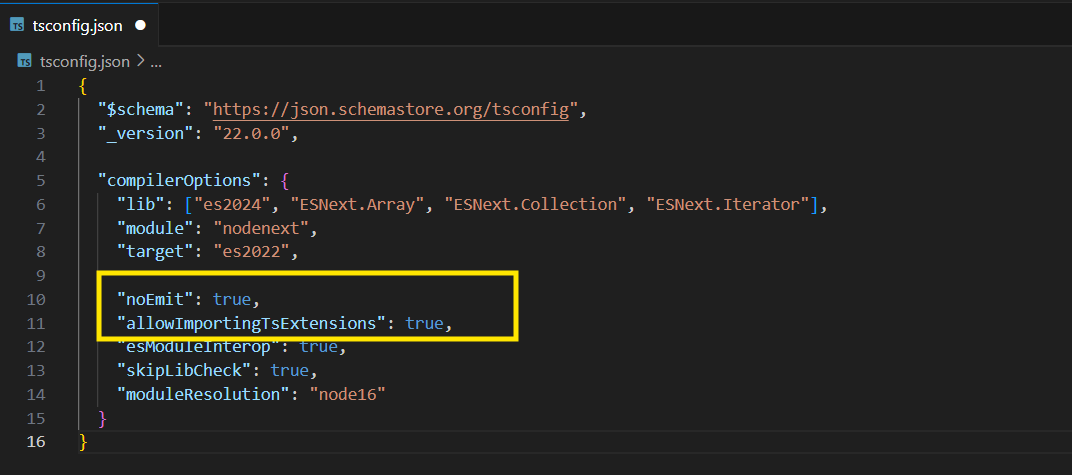 TS tsconfig.json ●
TS tsconfig.json > ...
1 {
2 "$schema": "https://json.schemastore.org/tsconfig",
3 "_version": "22.0.0",
4
5 "compilerOptions": {
6 "lib": ["es2024", "ESNext.Array", "ESNext.Collection", "ESNext.Iterator"],
7 "module": "nodenext",
8 "target": "es2022",
9
10 "noEmit": true,
11 "allowImportingTsExtensions": true,
12 "esModuleInterop": true,
13 "skipLibCheck": true,
14 "moduleResolution": "node16"
15 }
16 }